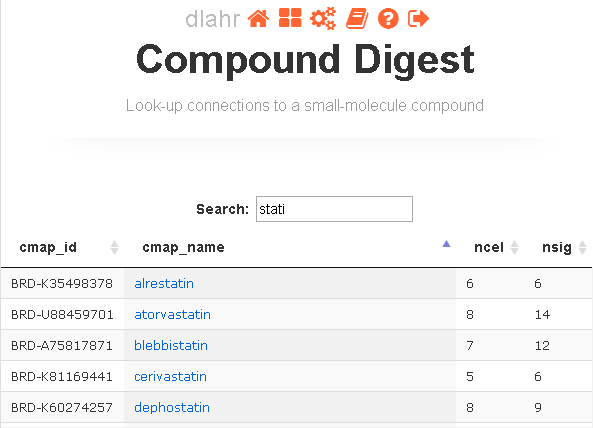 dlahr
Compound Digest
Look-up connections to a small-molecule compound
Search: stati
cmap_id cmap_name ncel nsig
BRD-K35498378 alrestatin 6 6
BRD-U88459701 atorvastatin 8 14
BRD-A75817871 blebbistatin 7 12
BRD-K81169441 cerivastatin 5 6
BRD-K60274257 dephostatin 8 9